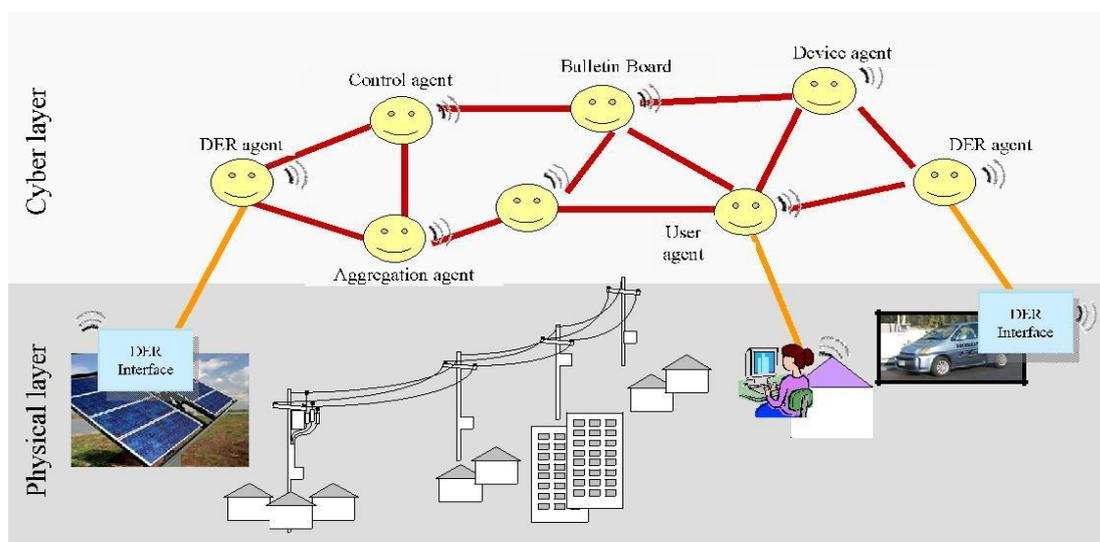 Cyber layer
Device agent
Bulletin Board
Control agent
DER agent
DER agent
User
agent
Aggregation agent
Physical layer
DER
Interface
DER
Interface